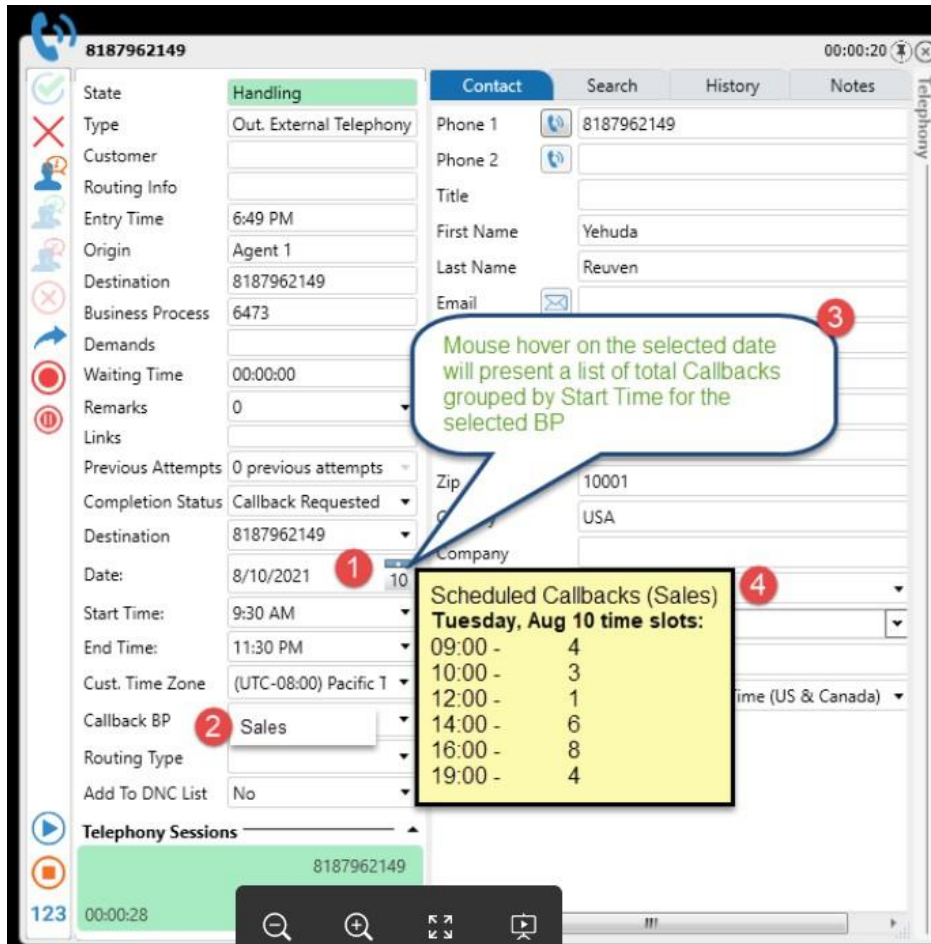 8187962149
00:00:20
Telephony
State
Handling
Type
Out. External Telephony
Customer
Routing Info
Entry Time
6:49 PM
Origin
Agent 1
Destination
8187962149
Business Process
6473
Demands
Waiting Time
00:00:00
Remarks
0
Links
Previous Attempts
0 previous attempts
Completion Status
Callback Requested
Destination
8187962149
Date:
8/10/2021
1
10
Start Time:
9:30 AM
End Time:
11:30 PM
Cust. Time Zone
(UTC-08:00) Pacific T
Callback BP
2
Sales
Routing Type
Add To DNC List
No
Telephony Sessions
8187962149
00:00:28
123
Contact
Search
History
Notes
Phone 1
8187962149
Phone 2
Title
First Name
Yehuda
Last Name
Reuven
Email
3
Mouse hover on the selected date
will present a list of total Callbacks
grouped by Start Time for the
selected BP
Zip
10001
USA
Company
4
Scheduled Callbacks (Sales)
Tuesday, Aug 10 time slots:
09:00 - 4
10:00 - 3
12:00 - 1
14:00 - 6
16:00 - 8
19:00 - 4
Time (US & Canada)